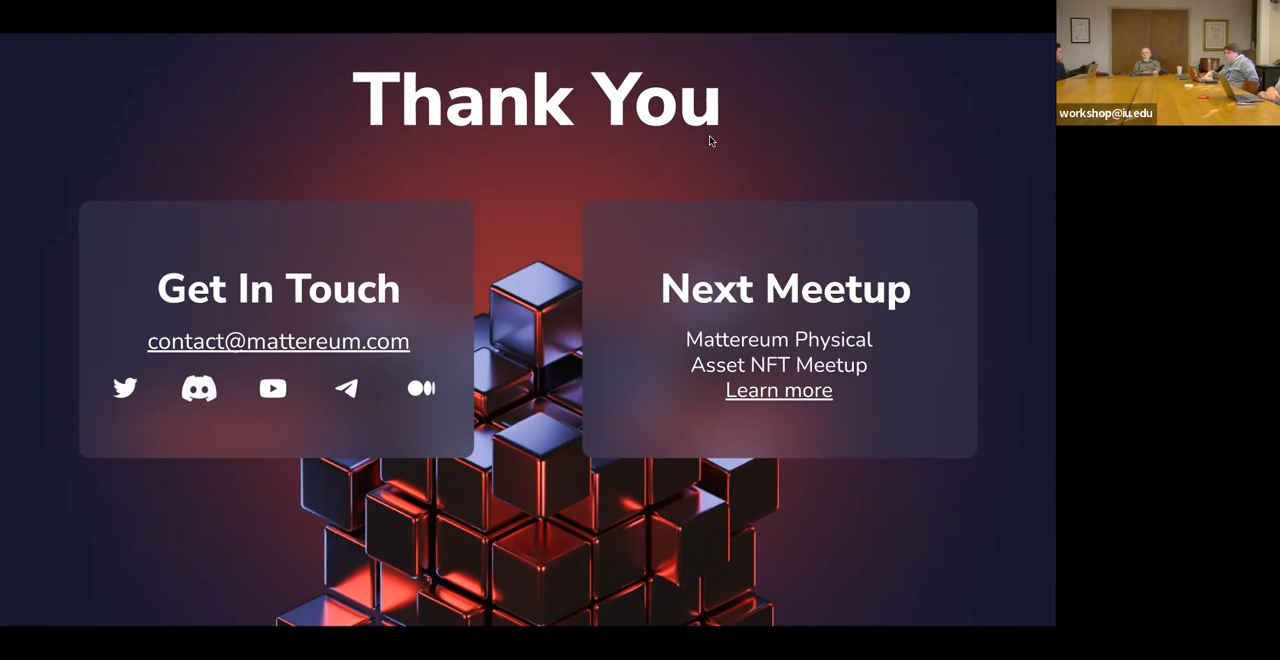 Thank You
Get In Touch
contact@mattereum.com
Next Meetup
Mattereum Physical
Asset NFT Meetup
Learn more
workshop@iu.edu